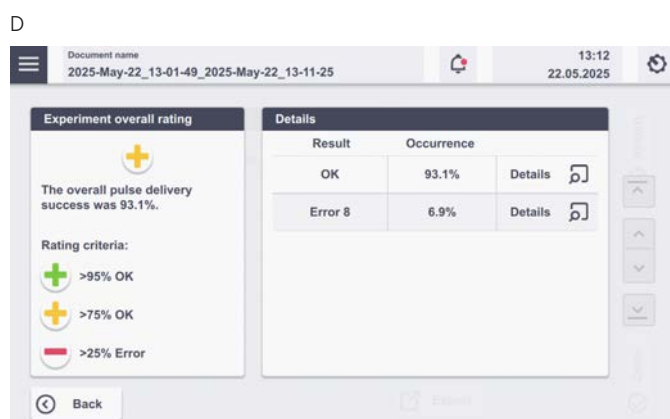 D
Document name
2025-May-22_13-01-49_2025-May-22_13-11-25
13:12
22.05.2025
Experiment overall rating
The overall pulse delivery
success was 93.1%.
Rating criteria:
>95% OK
>75% OK
>25% Error
Details
Result Occurrence
OK 93.1% Details
Error 8 6.9% Details
Back
Export